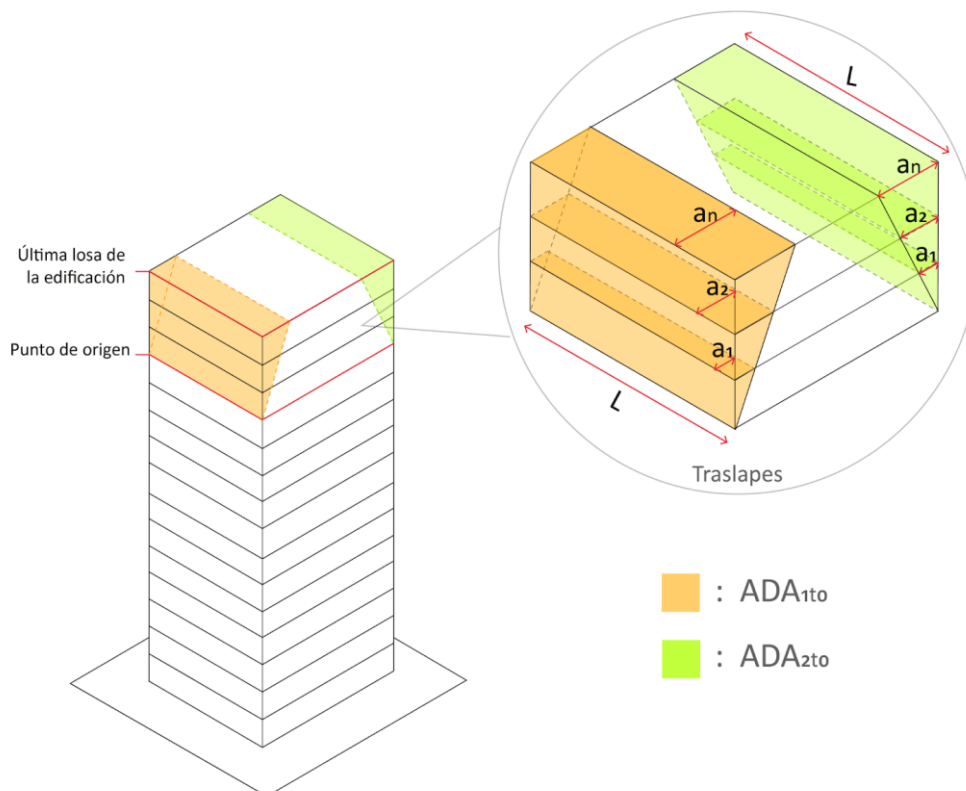 Última losa de
la edificación
Punto de origen
L
an
a2
a1
an
a2
a1
L
Traslapes
: ADA1to
: ADA2to